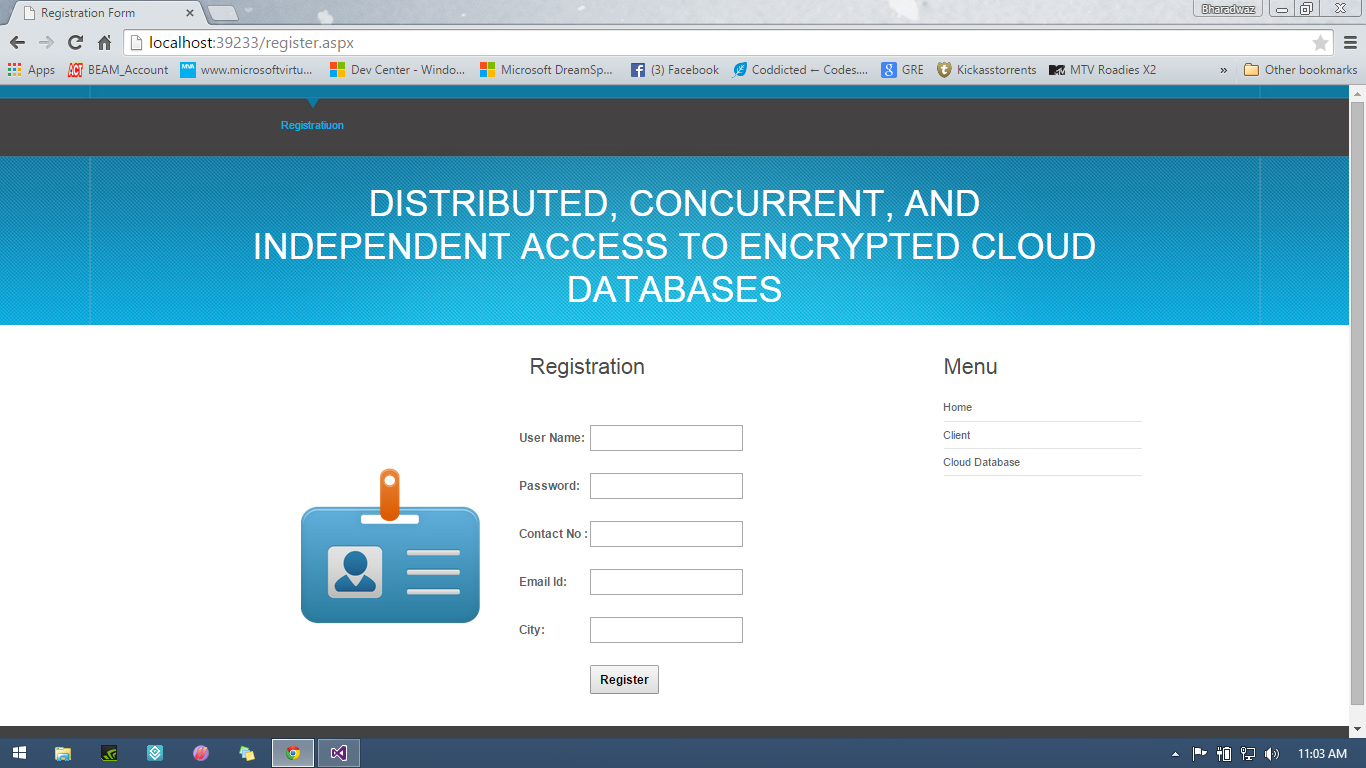 Registration Form
Bharadwaz
localhost:39233/register.aspx
Apps
BEAM_Account
MVA
www.microsoftvirtu...
Dev Center - Windo...
Microsoft DreamSp...
(3) Facebook
Coddicted ← Codes....
GRE
Kickasstorrents
MTV Roadies X2
»
Other bookmarks
Registratiuon
DISTRIBUTED, CONCURRENT, AND
INDEPENDENT ACCESS TO ENCRYPTED CLOUD
DATABASES
Registration
User Name:
Password:
Contact No :
Email Id:
City:
Register
Menu
Home
Client
Cloud Database
11:03 AM